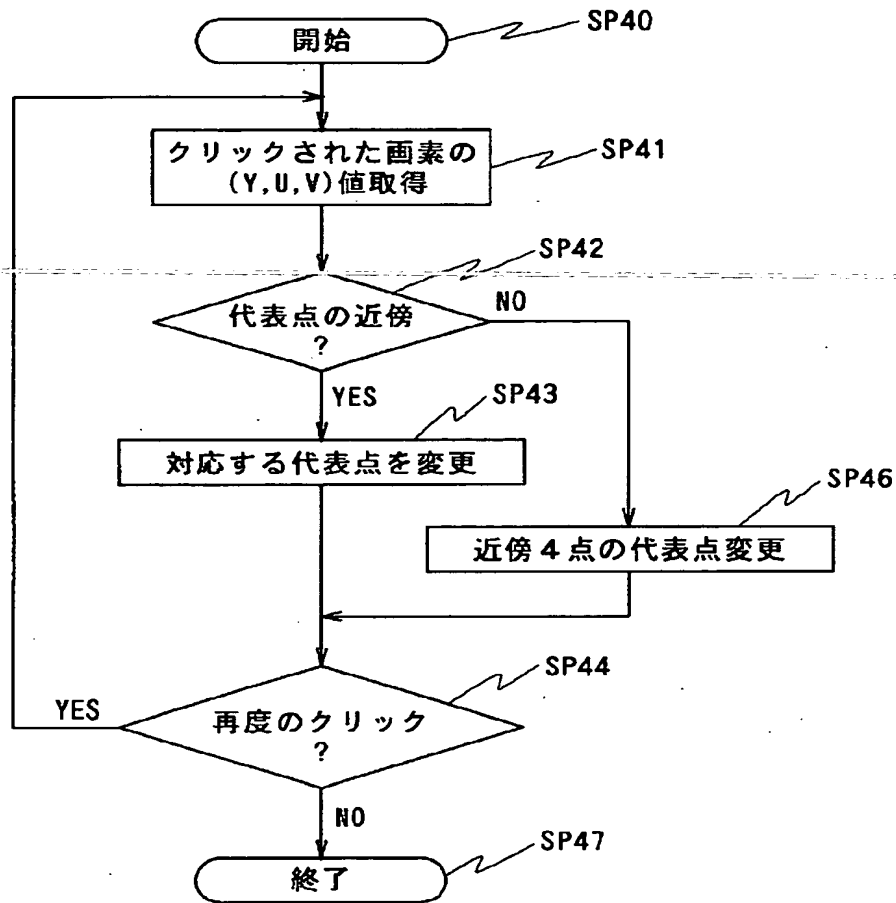 開始
SP40
クリックされた画素の
(Y,U,V)値取得
SP41
SP42
代表点の近傍
?
NO
YES
SP43
対応する代表点を変更
SP46
近傍4点の代表点変更
SP44
YES
再度のクリック
?
NO
SP47
終了